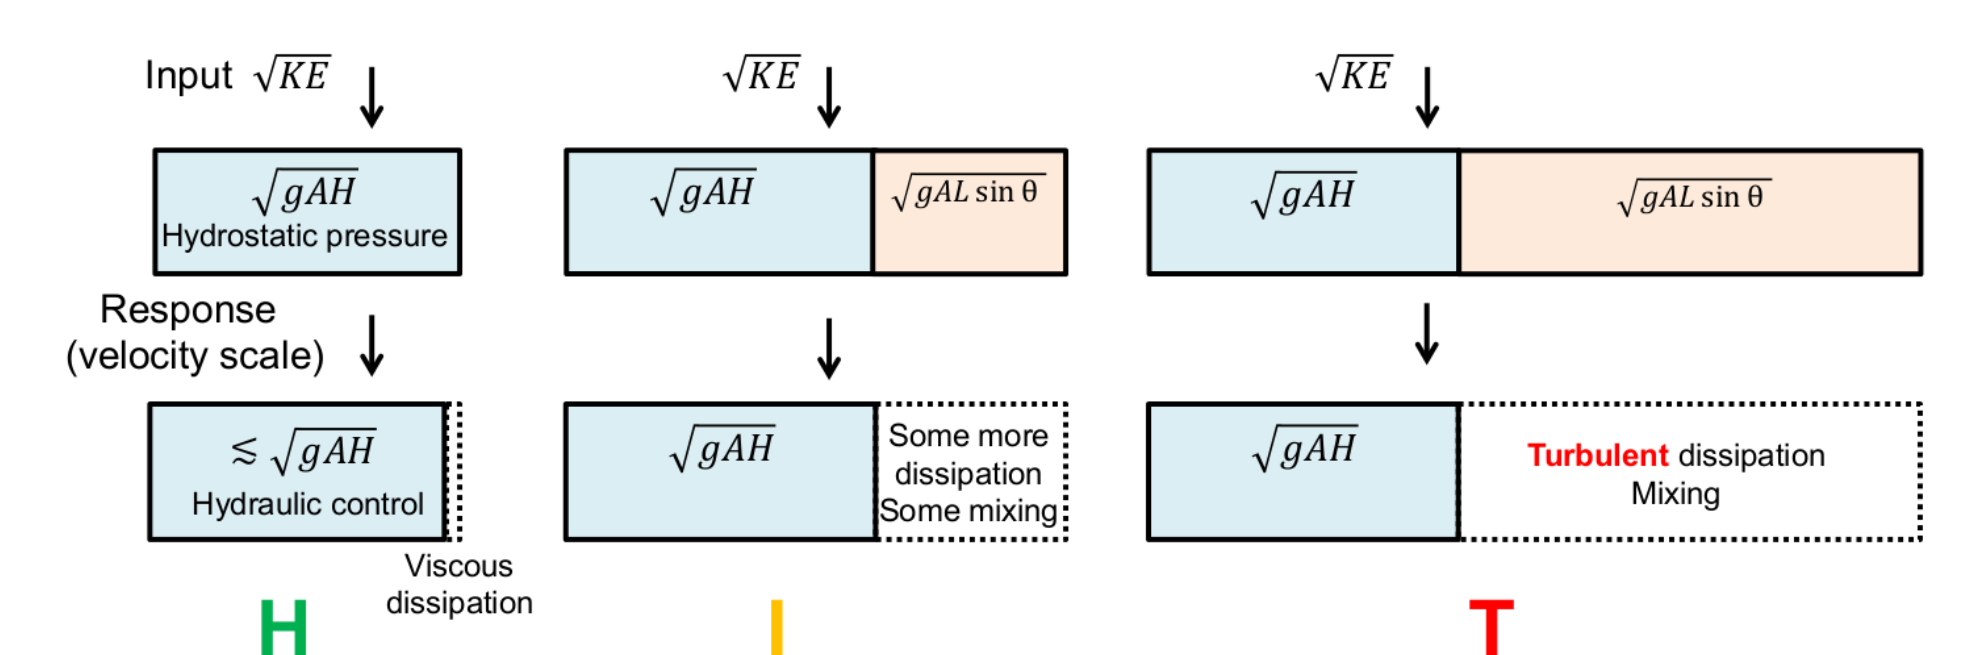 Input √KE
√KE
√KE
√gAH
Hydrostatic pressure
√gAH
√gAL sin θ
√gAH
√gAL sin θ
Response
(velocity scale)
≲ √gAH
Hydraulic control
√gAH
Some more
dissipation
Some mixing
√gAH
Turbulent dissipation
Mixing
Viscous
dissipation
H
I
T